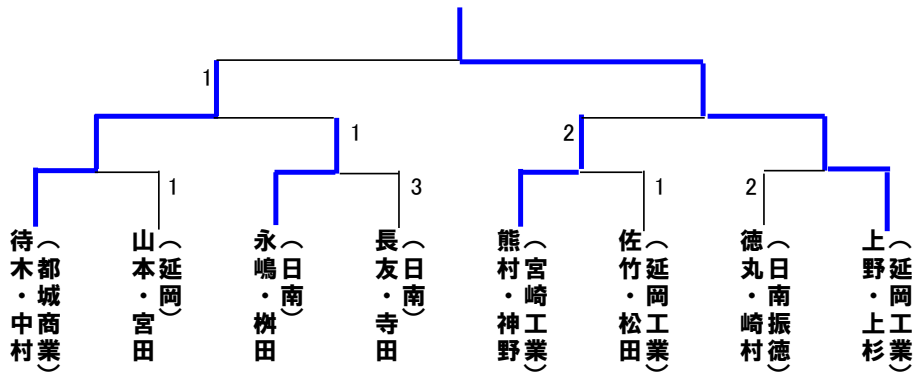 1
1
2
1
3
1
2
待木・中村
（都城商業）
山本・宮田
（延岡）
永嶋・桝田
（日南）
長友・寺田
（日南）
熊村・神野
（宮崎工業）
佐竹・松田
（延岡工業）
徳丸・崎村
（日南振徳）
上野・上杉
（延岡工業）